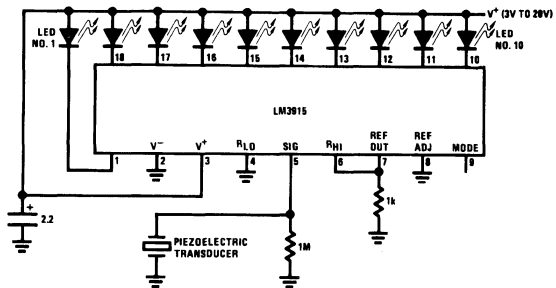 V+ (3V TO 20V)
LED
NO. 1
LED
NO. 10
18
17
16
15
14
13
12
11
10
LM3915
V− V+ RLO SIG RHI REF OUT REF ADJ MODE
1 2 3 4 5 6 7 8 9
+
2.2
1k
PIEZOELECTRIC
TRANSDUCER
1M